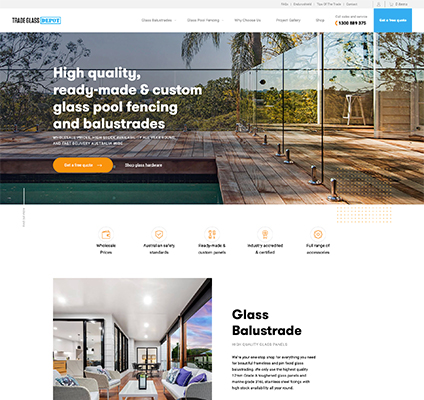 FAQs | Endorsement | Tour Of The Team | Contact
0 items
TRADE GLASS DEPOT
Glass Balustrades
Glass Pool Fencing
Why Choose Us
Project Gallery
Shop
Call sales and service
1300 889 375
Get a free quote
High quality,
ready-made & custom
glass pool fencing
and balustrades
WHOLESALE PRICES, HIGH STOCK AVAILABILITY
AND FAST DELIVERY AUSTRALIA WIDE
Get a free quote
Shop glass hardware
Wholesale
Prices
Australian safety
standards
Ready-made &
custom panels
Industry accredited
& certified
Full range of
accessories
Glass
Balustrade
HIGH QUALITY GLASS PANELS
We're your one stop shop for everything you need
for beautiful frameless and pin fixed glass
balustrading. We only use the highest quality
12mm Grade A toughened glass panels and
marine grade 316L stainless steel fixings with
high stock availability all year round.